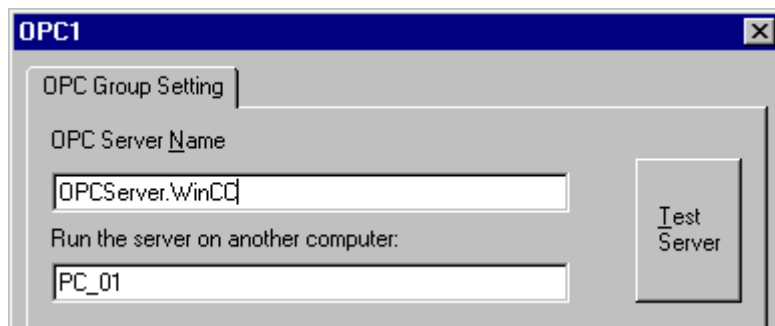 OPC1
OPC Group Setting
OPC Server Name
OPCServer.WinCC
Run the server on another computer:
PC_01
Test
Server